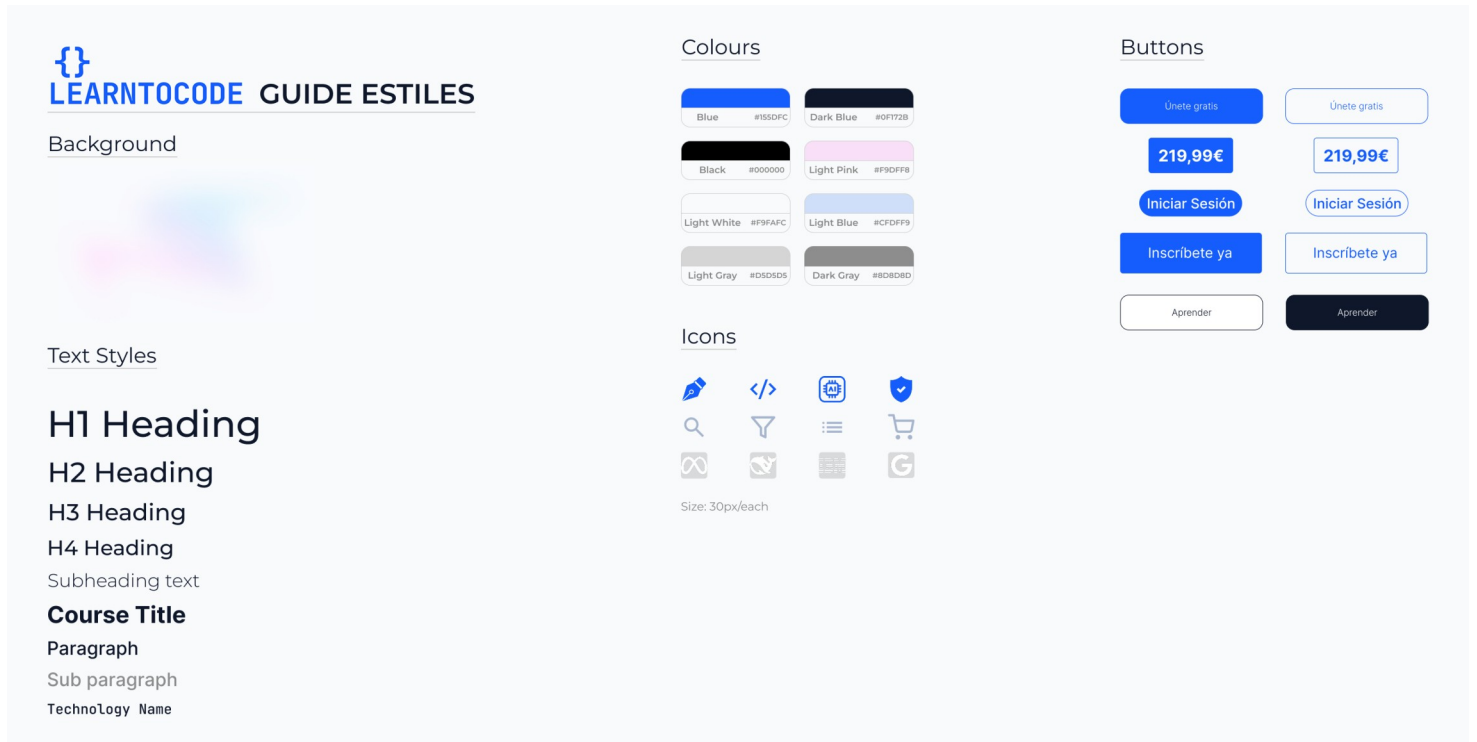 {}
LEARNTOCODE GUIDE ESTILES
Background
Text Styles
H1 Heading
H2 Heading
H3 Heading
H4 Heading
Subheading text
Course Title
Paragraph
Sub paragraph
Technology Name
Colours
Blue #155DFC
Dark Blue #0F172B
Black #000000
Light Pink #F9DFF8
Light White #F9FAFC
Light Blue #CFDFF9
Light Gray #D5D5D5
Dark Gray #8D8D8D
Icons
</>
AI
G
Size: 30px/each
Buttons
Únete gratis
Únete gratis
219,99€
219,99€
Iniciar Sesión
Iniciar Sesión
Inscríbete ya
Inscríbete ya
Aprender
Aprender